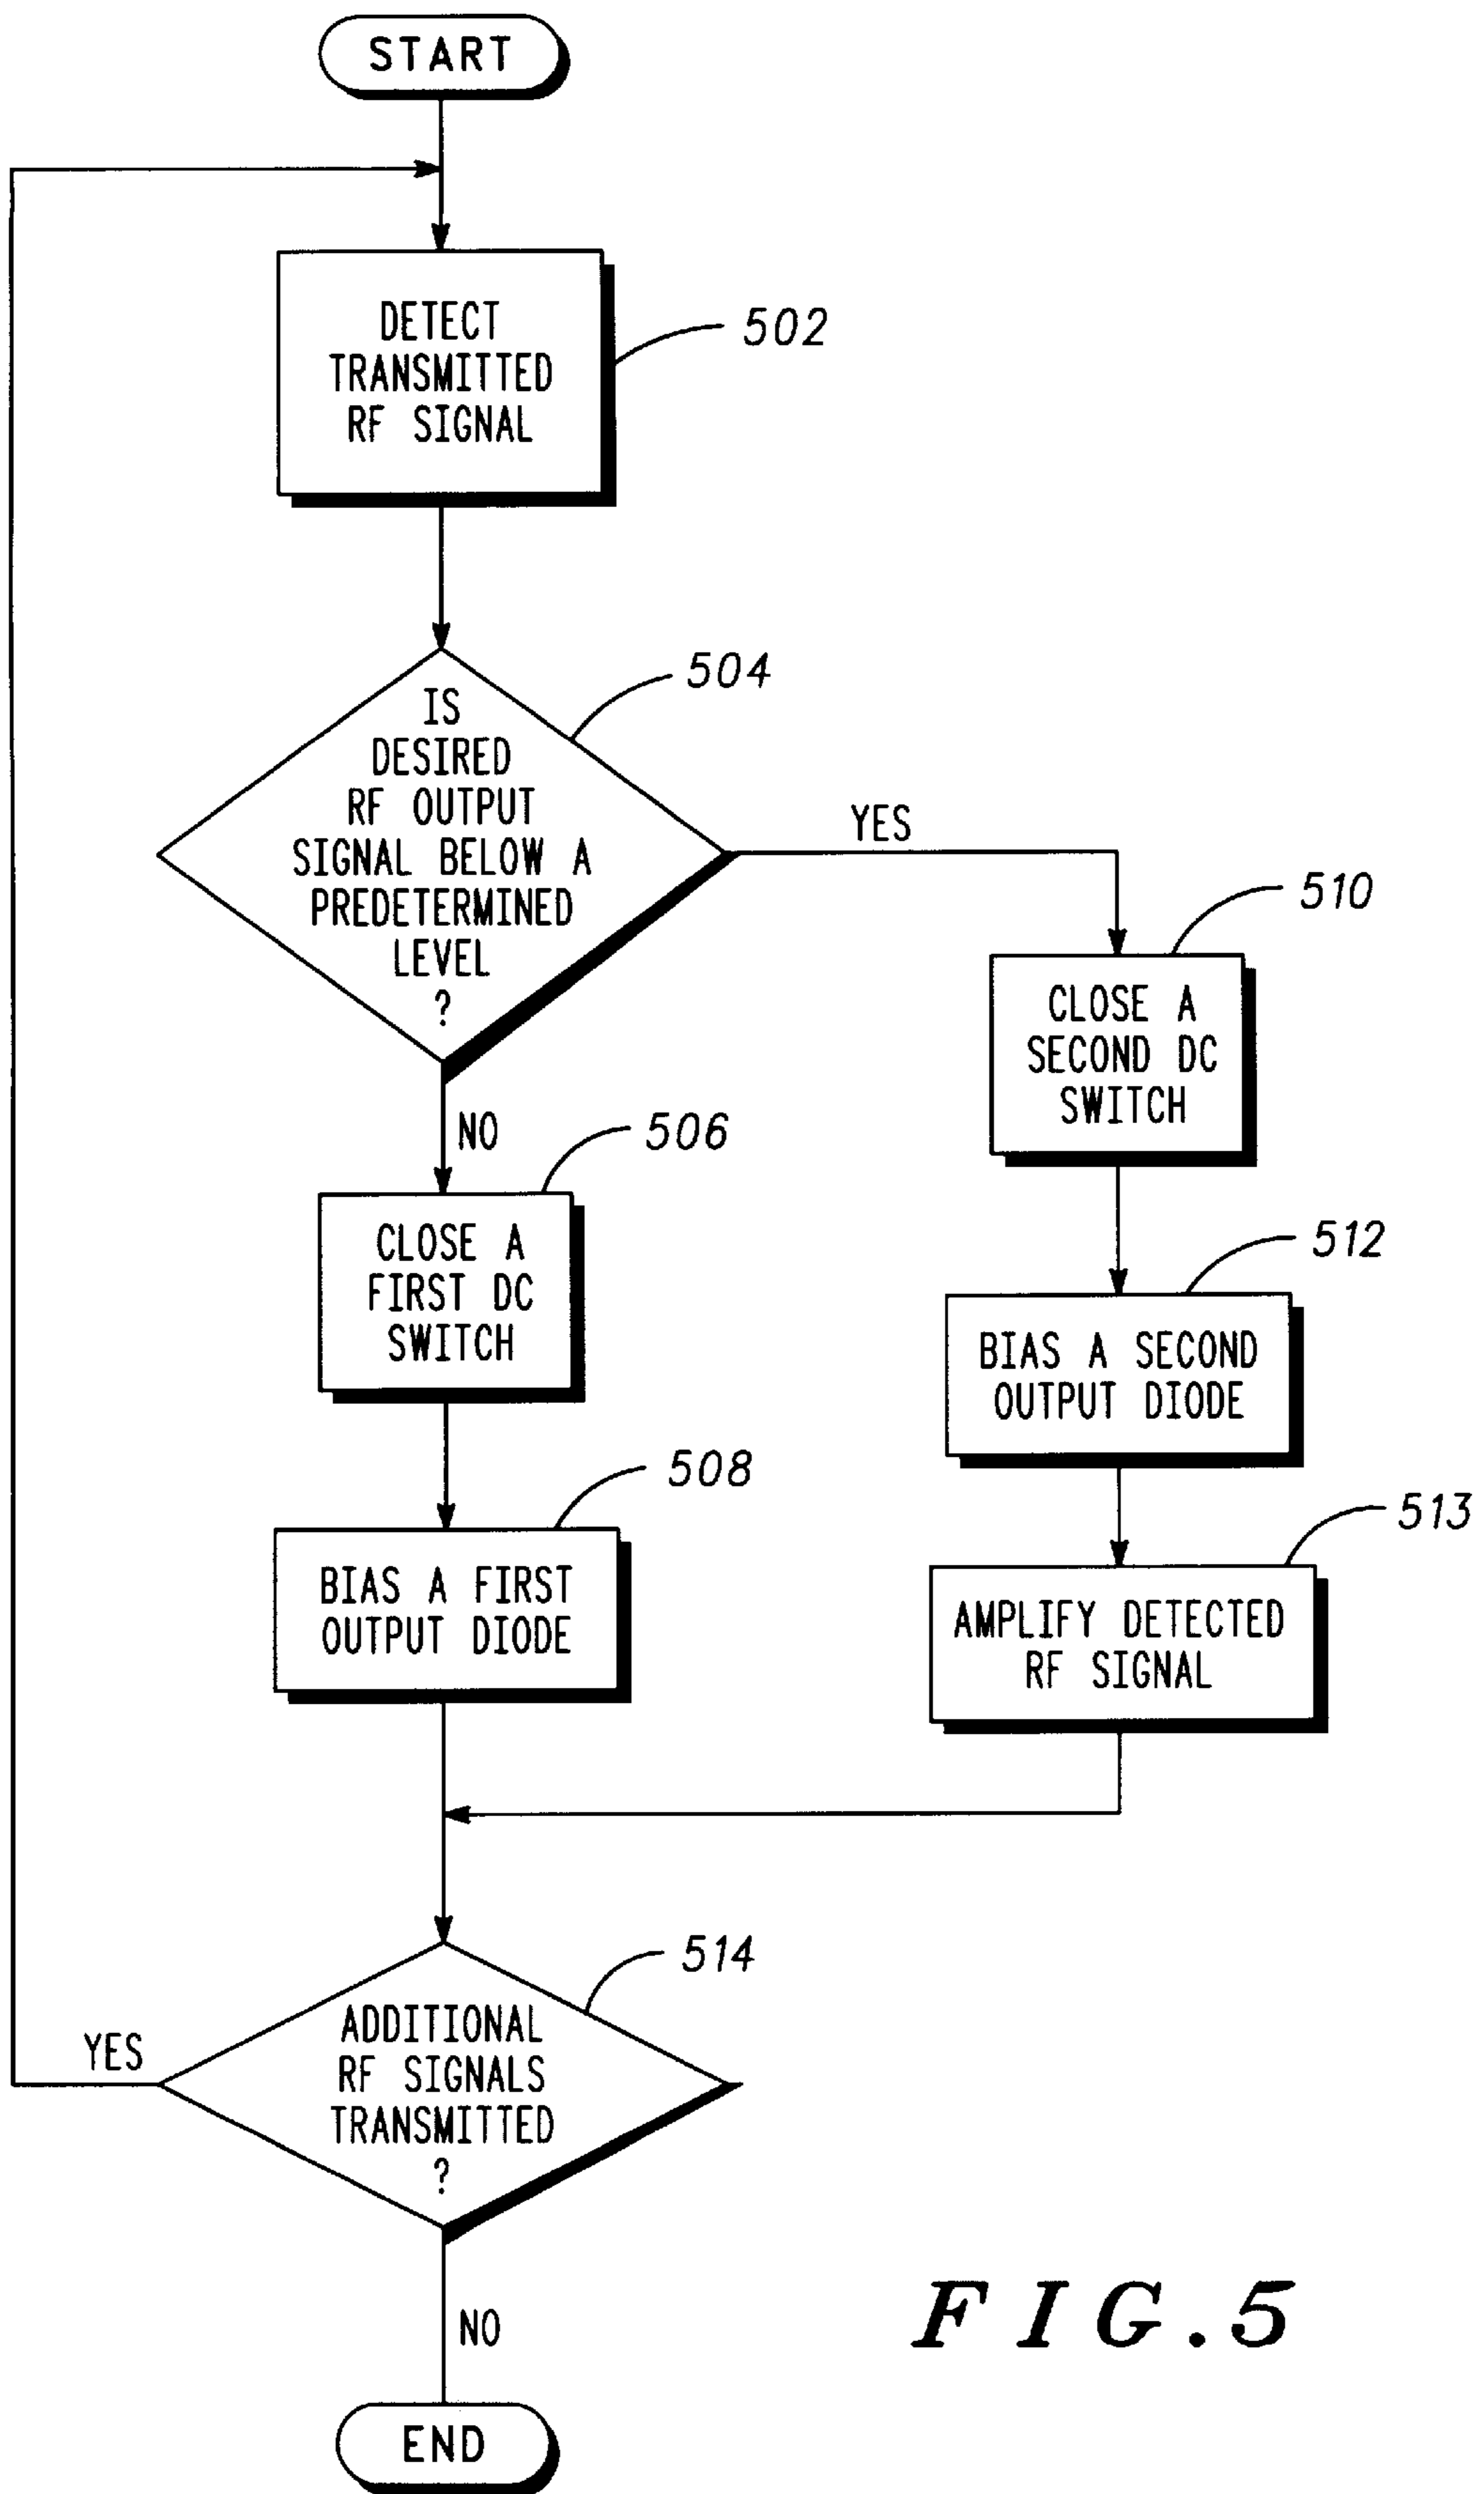 START
DETECT
TRANSMITTED
RF SIGNAL
502
IS
DESIRED
RF OUTPUT
SIGNAL BELOW A
PREDETERMINED
LEVEL
?
504
YES
NO
506
CLOSE A
FIRST DC
SWITCH
508
BIAS A FIRST
OUTPUT DIODE
510
CLOSE A
SECOND DC
SWITCH
512
BIAS A SECOND
OUTPUT DIODE
513
AMPLIFY DETECTED
RF SIGNAL
514
ADDITIONAL
RF SIGNALS
TRANSMITTED
?
YES
NO
END
FIG.5